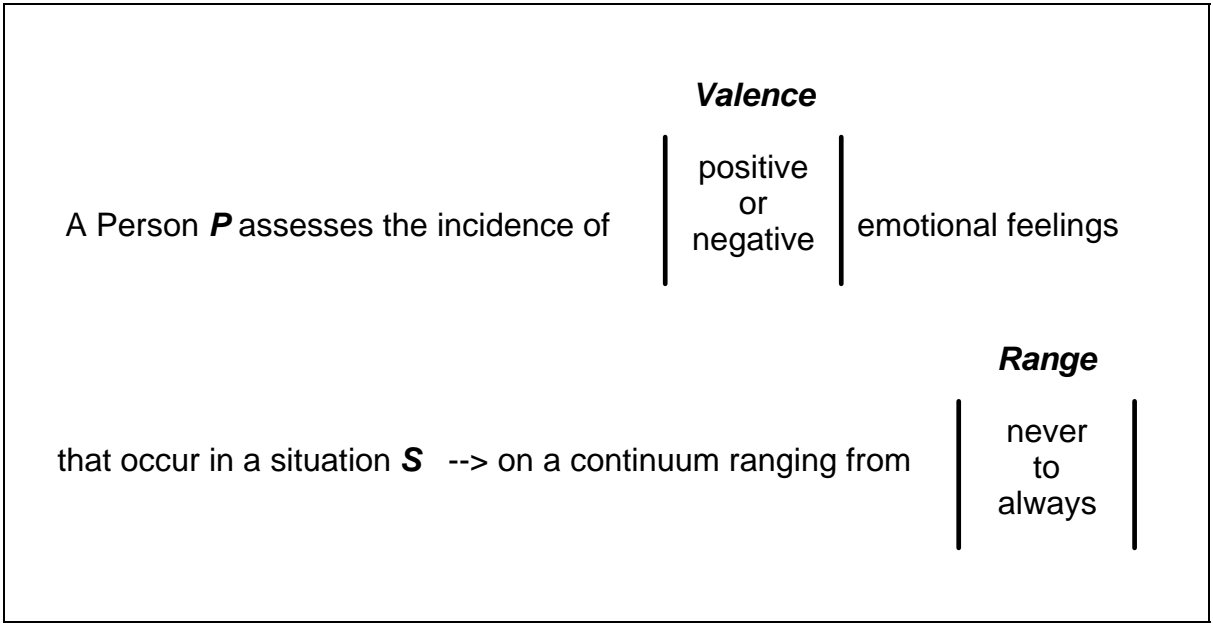 Valence
positive
or
A Person P assesses the incidence of negative emotional feelings
Range
never
that occur in a situation S --> on a continuum ranging from to
always